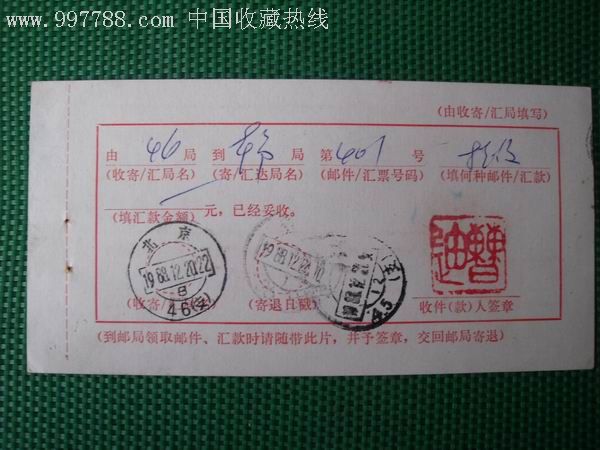 www.997788.com 中国收藏热线
(由收寄/汇局填写)
由 46 局 到 局 第 401 号
(收寄/汇局名) (寄/汇达局名) (邮件/汇票号码) (填何种邮件/汇款)
元，已经妥收。
(填汇款金额)
北京
1988.12.20.22
8
46(支)
(收寄/ (寄退日戳) 收件(款)人签章
(到邮局领取邮件、汇款时请随带此片，并予签章，交回邮局寄退)